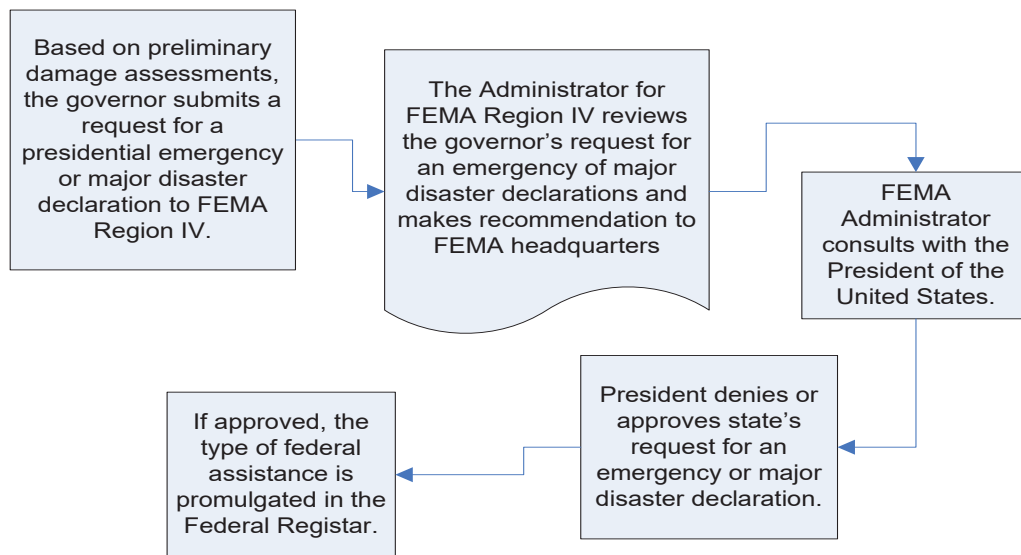 Based on preliminary
damage assessments,
the governor submits a
request for a
presidential emergency
or major disaster
declaration to FEMA
Region IV.
The Administrator for
FEMA Region IV reviews
the governor’s request for
an emergency of major
disaster declarations and
makes recommendation to
FEMA headquarters
FEMA
Administrator
consults with the
President of the
United States.
President denies or
approves state’s
request for an
emergency or major
disaster declaration.
If approved, the
type of federal
assistance is
promulgated in the
Federal Registar.